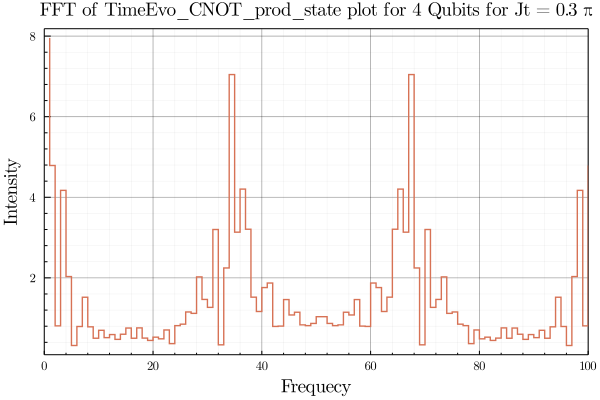 FFT of TimeEvo_CNOT_prod_state plot for 4 Qubits for Jt = 0.3 π
8
6
4
2
Intensity
0 20 40 60 80 100
Frequecy